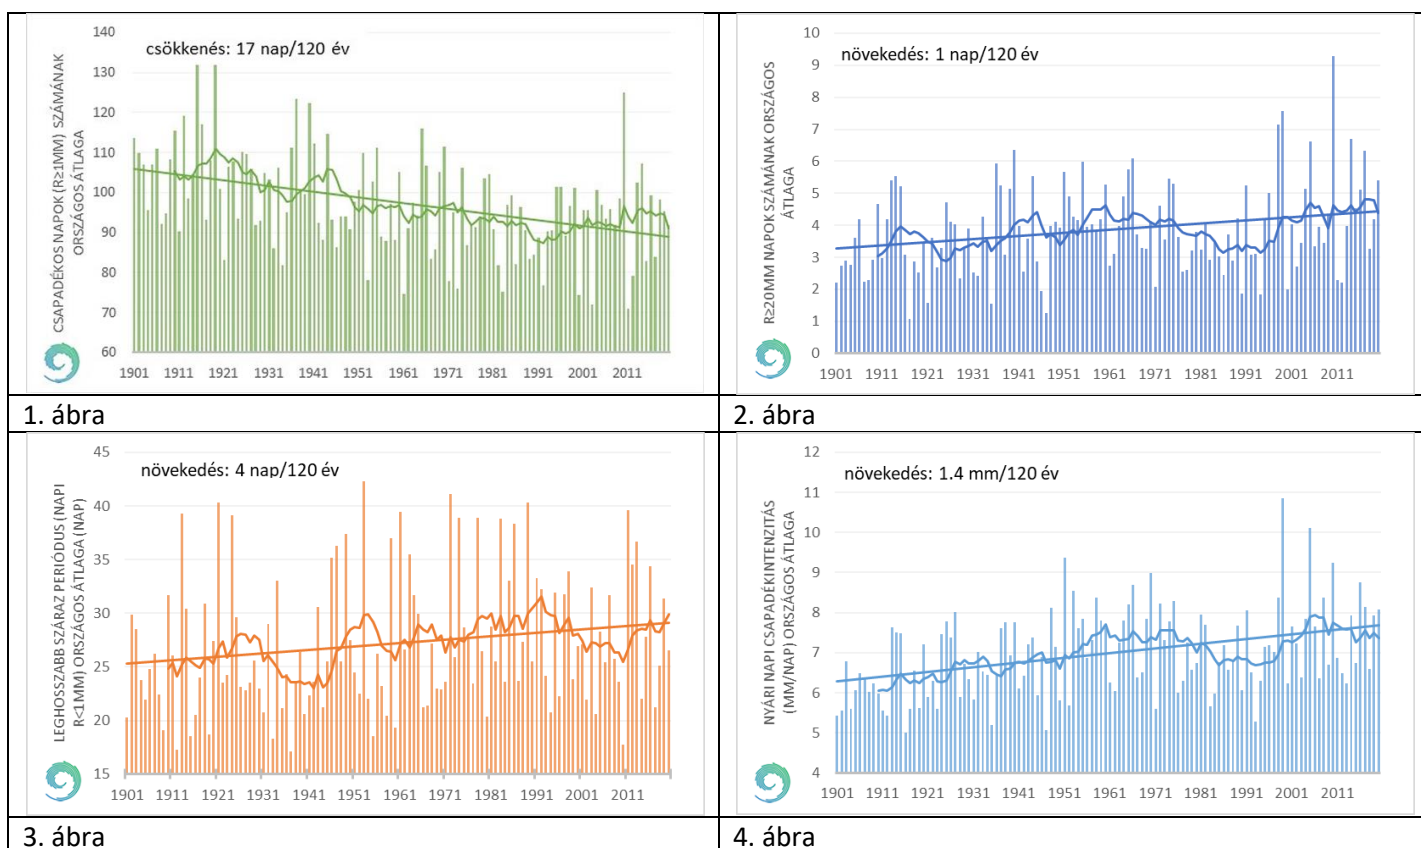 140
130
120
110
100
90
80
70
60
CSAPADÉKOS NAPOK (R≥1MM) SZÁMÁNAK
ORSZÁGOS ÁTLAGA
csökkenés: 17 nap/120 év
1901 1911 1921 1931 1941 1951 1961 1971 1981 1991 2001 2011
1. ábra
10
9
8
7
6
5
4
3
2
1
0
R≥20MM NAPOK SZÁMÁNAK ORSZÁGOS
ÁTLAGA
növekedés: 1 nap/120 év
1901 1911 1921 1931 1941 1951 1961 1971 1981 1991 2001 2011
2. ábra
45
40
35
30
25
20
15
LEGHOSSZABB SZÁRAZ PERIÓDUS (NAPI
R<1MM) ORSZÁGOS ÁTLAGA (NAP)
növekedés: 4 nap/120 év
1901 1911 1921 1931 1941 1951 1961 1971 1981 1991 2001 2011
3. ábra
12
11
10
9
8
7
6
5
4
NYÁRI NAPI CSAPADÉKINTENZITÁS
(MM/NAP) ORSZÁGOS ÁTLAGA
növekedés: 1.4 mm/120 év
1901 1911 1921 1931 1941 1951 1961 1971 1981 1991 2001 2011
4. ábra